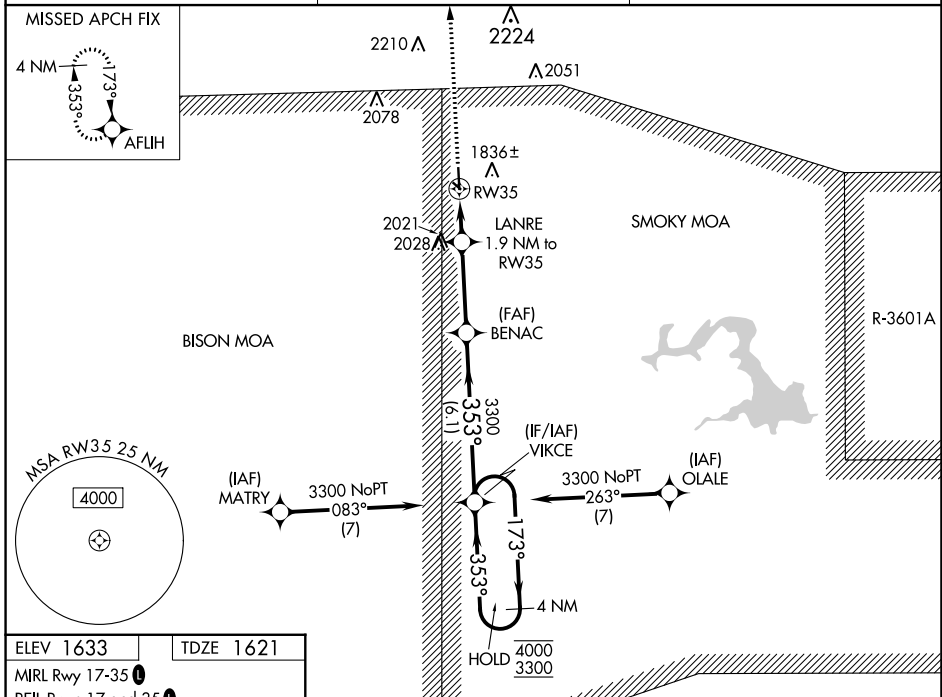 MISSED APCH FIX
4 NM
353°
173°
AFLIH
2210
2224
2051
2078
1836±
RW35
2021
2028
LANRE
1.9 NM to
RW35
SMOKY MOA
(FAF)
BENAC
R-3601A
BISON MOA
3300
353°
(6.1)
(IF/IAF)
VIKCE
MSA RW35 25 NM
4000
(IAF)
MATRY
3300 NoPT
083°
(7)
3300 NoPT
263°
(7)
(IAF)
OLALE
173°
353°
4 NM
HOLD
4000
3300
ELEV 1633
TDZE 1621
MIRL Rwy 17-35 L